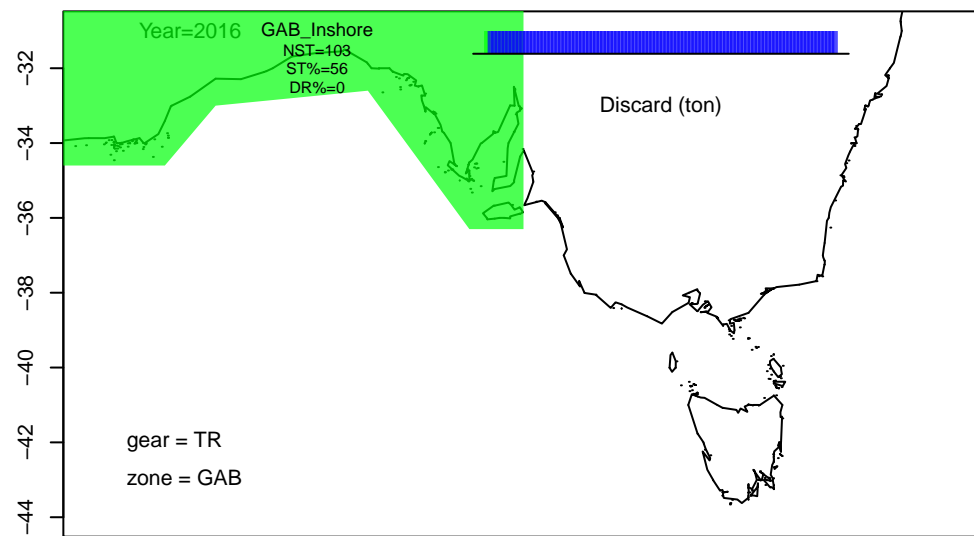 Year=2016 GAB_Inshore
NST=103
ST%=56
DR%=0
Discard (ton)
−32
−34
−36
−38
−40
−42
−44
gear = TR
zone = GAB